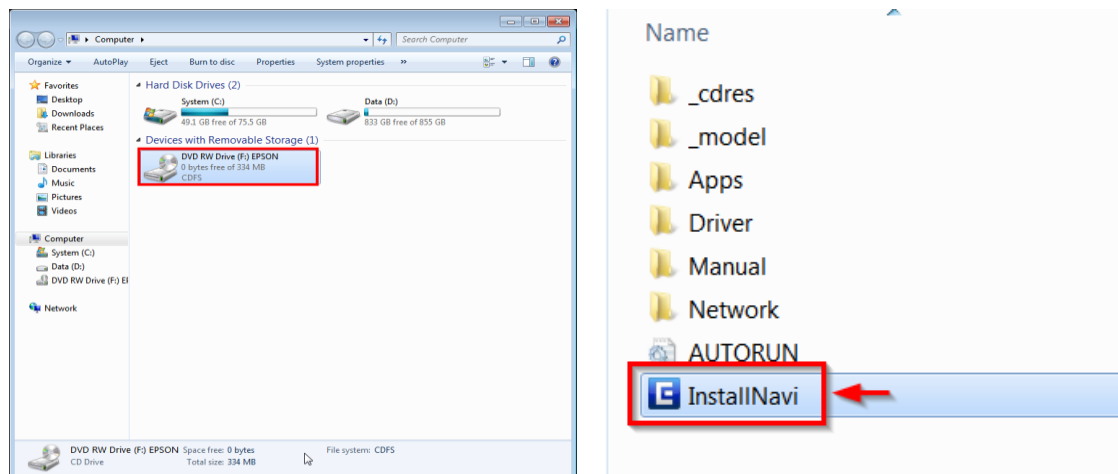 Computer
Search Computer
Organize
AutoPlay
Eject
Burn to disc
Properties
System properties
»
Favorites
Desktop
Downloads
Recent Places
Libraries
Documents
Music
Pictures
Videos
Computer
System (C:)
Data (D:)
DVD RW Drive (F:) EP
Network
Hard Disk Drives (2)
System (C:)
49.1 GB free of 75.5 GB
Data (D:)
833 GB free of 855 GB
Devices with Removable Storage (1)
DVD RW Drive (F:) EPSON
0 bytes free of 334 MB
CDFS
DVD RW Drive (F:) EPSON Space free: 0 bytes File system: CDFS
CD Drive Total size: 334 MB
Name
_cdres
_model
Apps
Driver
Manual
Network
AUTORUN
InstallNavi